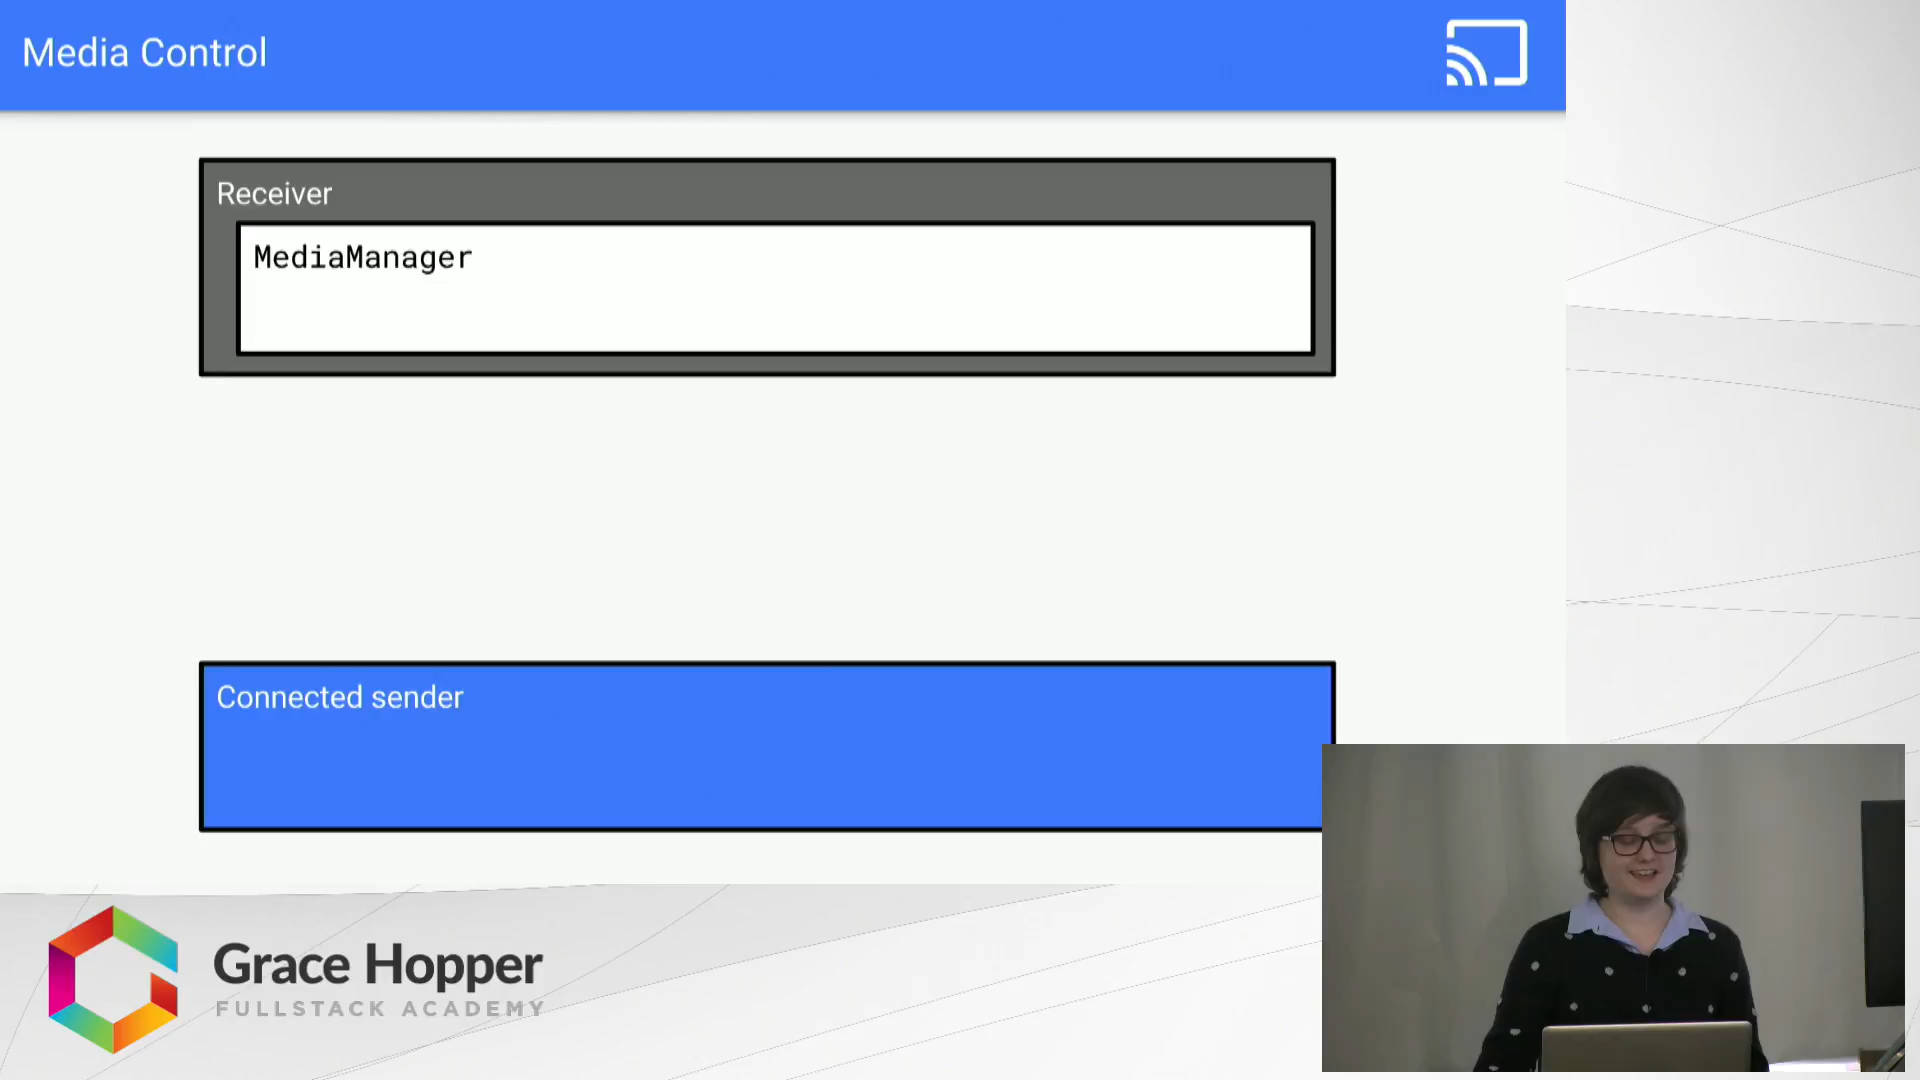 Media Control
Receiver
MediaManager
Connected sender
Grace Hopper
FULLSTACK ACADEMY